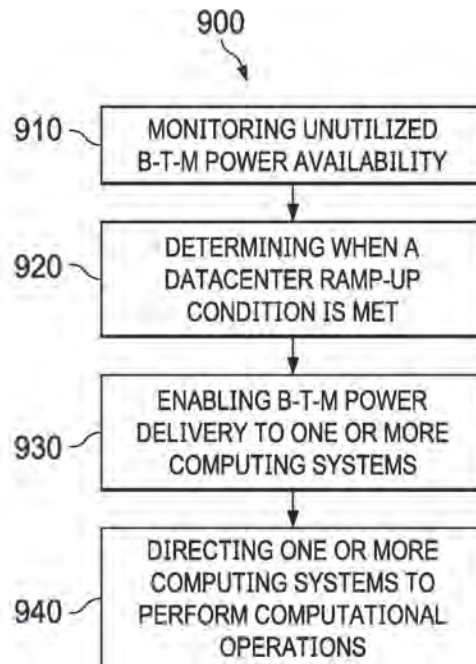 900
910
MONITORING UNUTILIZED
B-T-M POWER AVAILABILITY
920
DETERMINING WHEN A
DATACENTER RAMP-UP
CONDITION IS MET
930
ENABLING B-T-M POWER
DELIVERY TO ONE OR MORE
COMPUTING SYSTEMS
940
DIRECTING ONE OR MORE
COMPUTING SYSTEMS TO
PERFORM COMPUTATIONAL
OPERATIONS